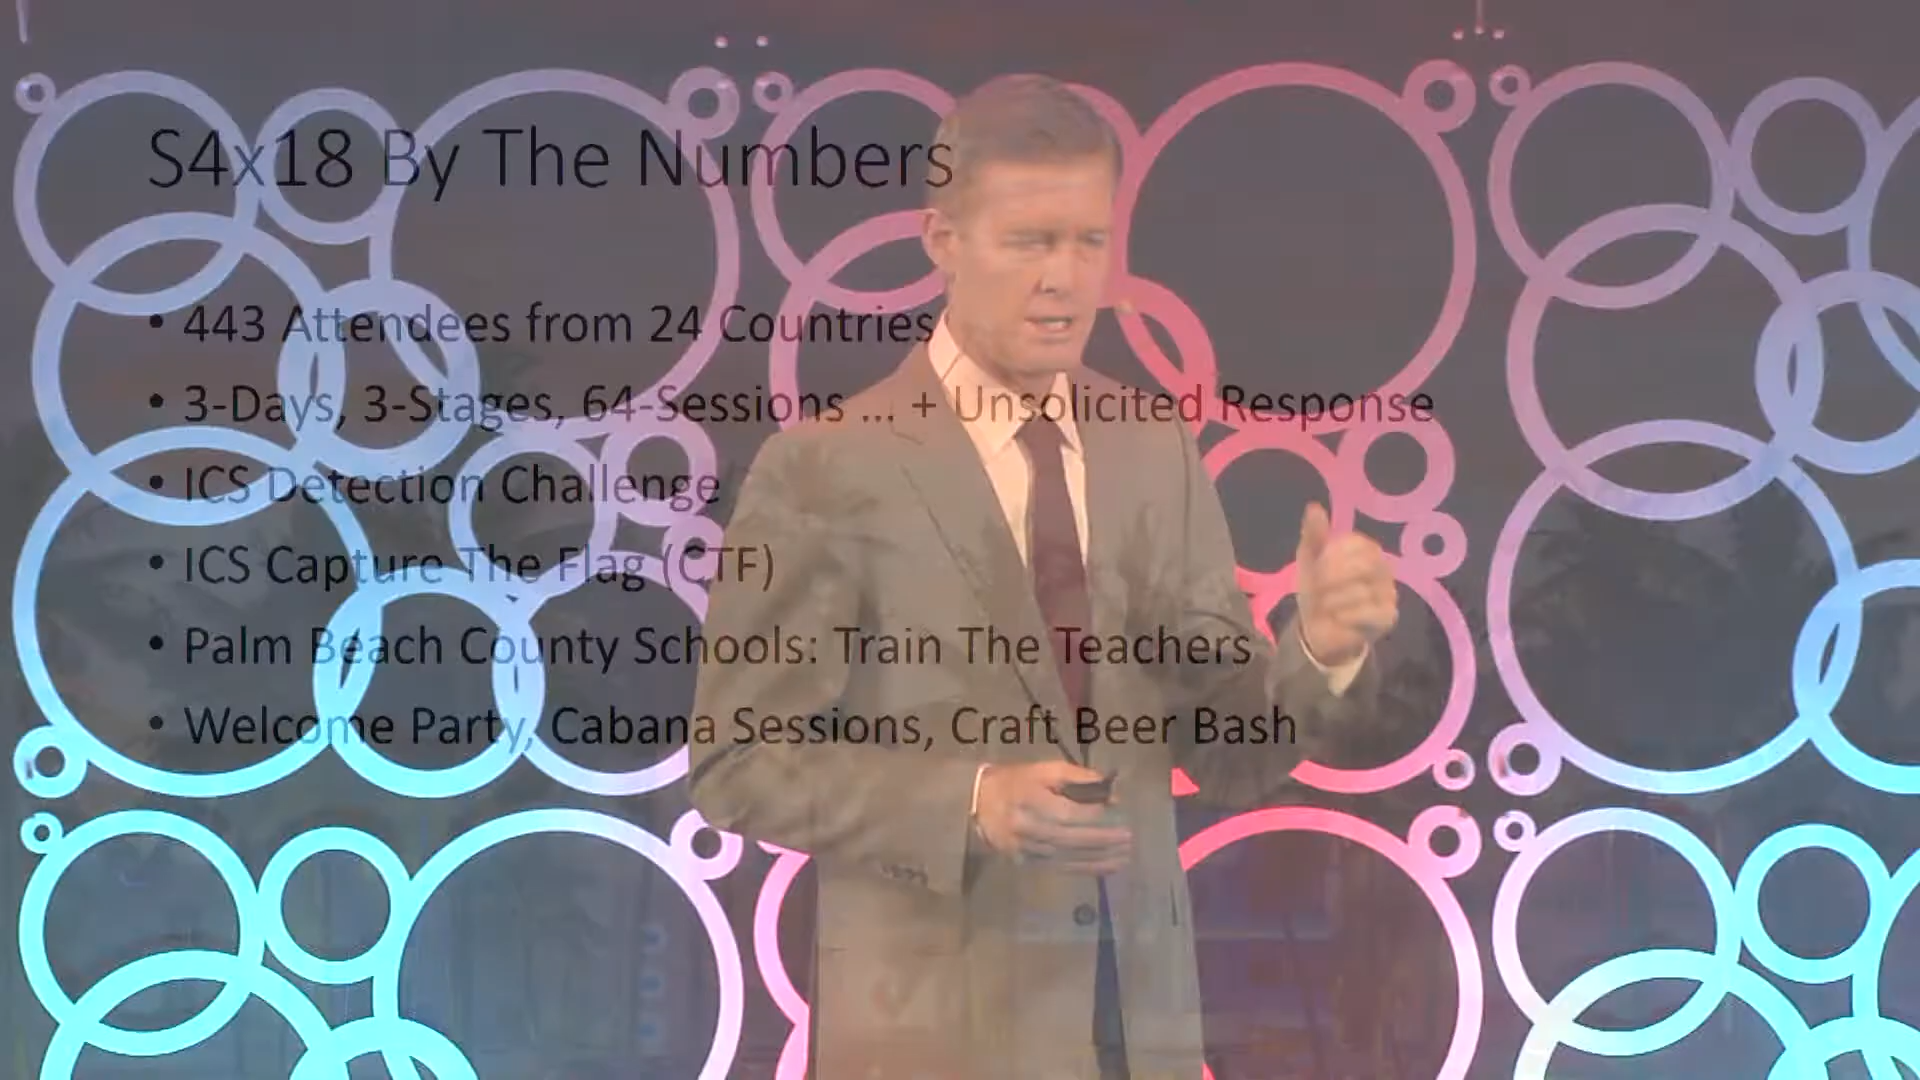 S4x18 By The Numbers
• 443 Attendees from 24 Countries
• 3-Days, 3-Stages, 64-Sessions ... + Unsolicited Response
• ICS Detection Challenge
• ICS Capture The Flag (CTF)
• Palm Beach County Schools: Train The Teachers
• Welcome Party, Cabana Sessions, Craft Beer Bash